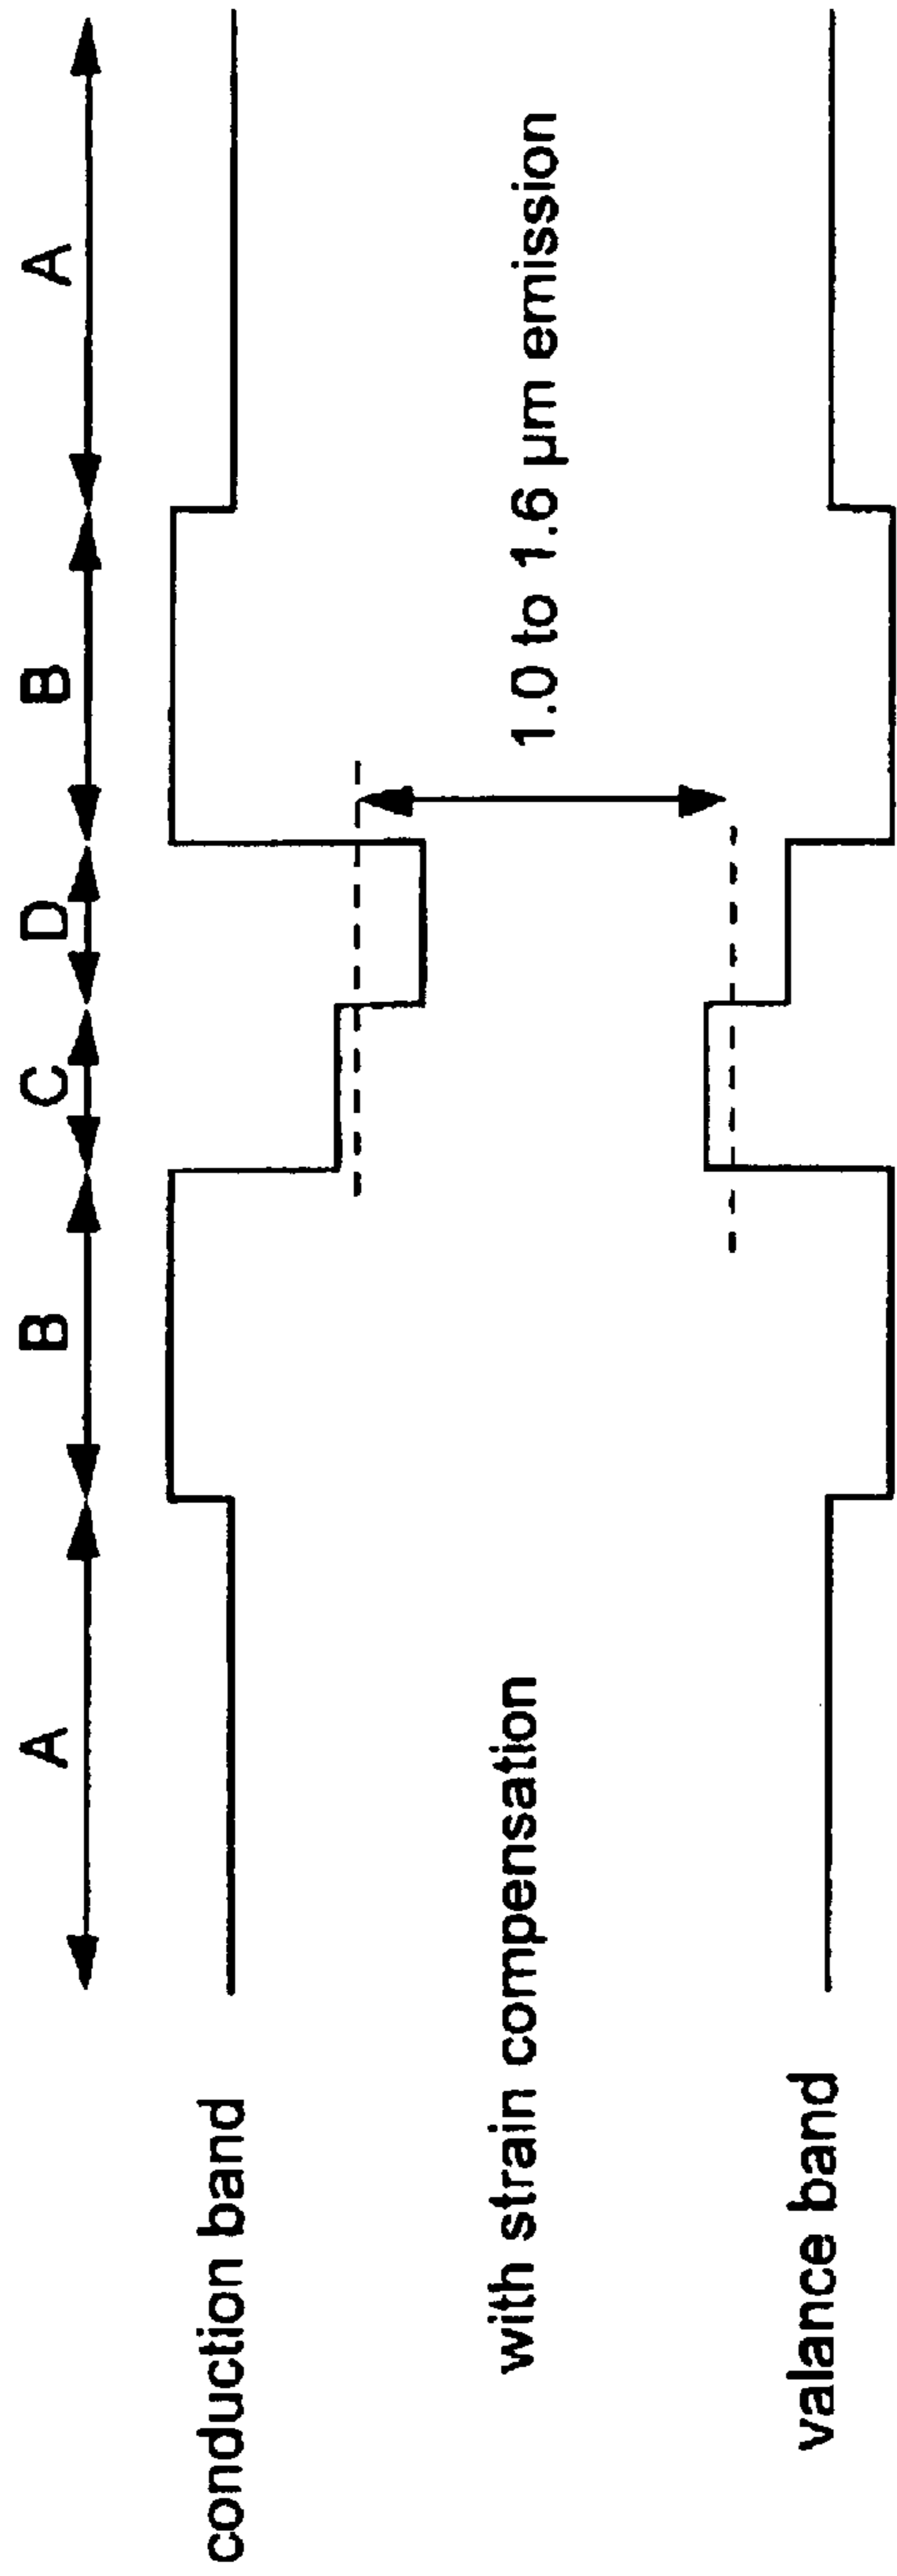 A
B
C
D
B
A
conduction band
with strain compensation
1.0 to 1.6 µm emission
valance band